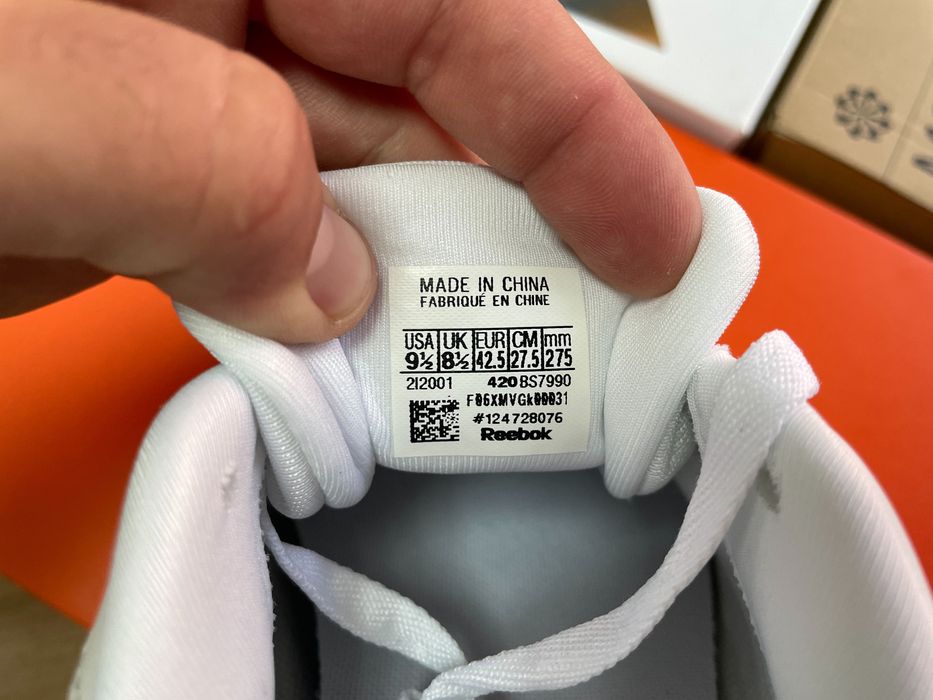 MADE IN CHINA
FABRIQUÉ EN CHINE
USA UK EUR CM mm
9½ 8½ 42.5 27.5 275
2I2001 420 BS7990
#124728076
Reebok